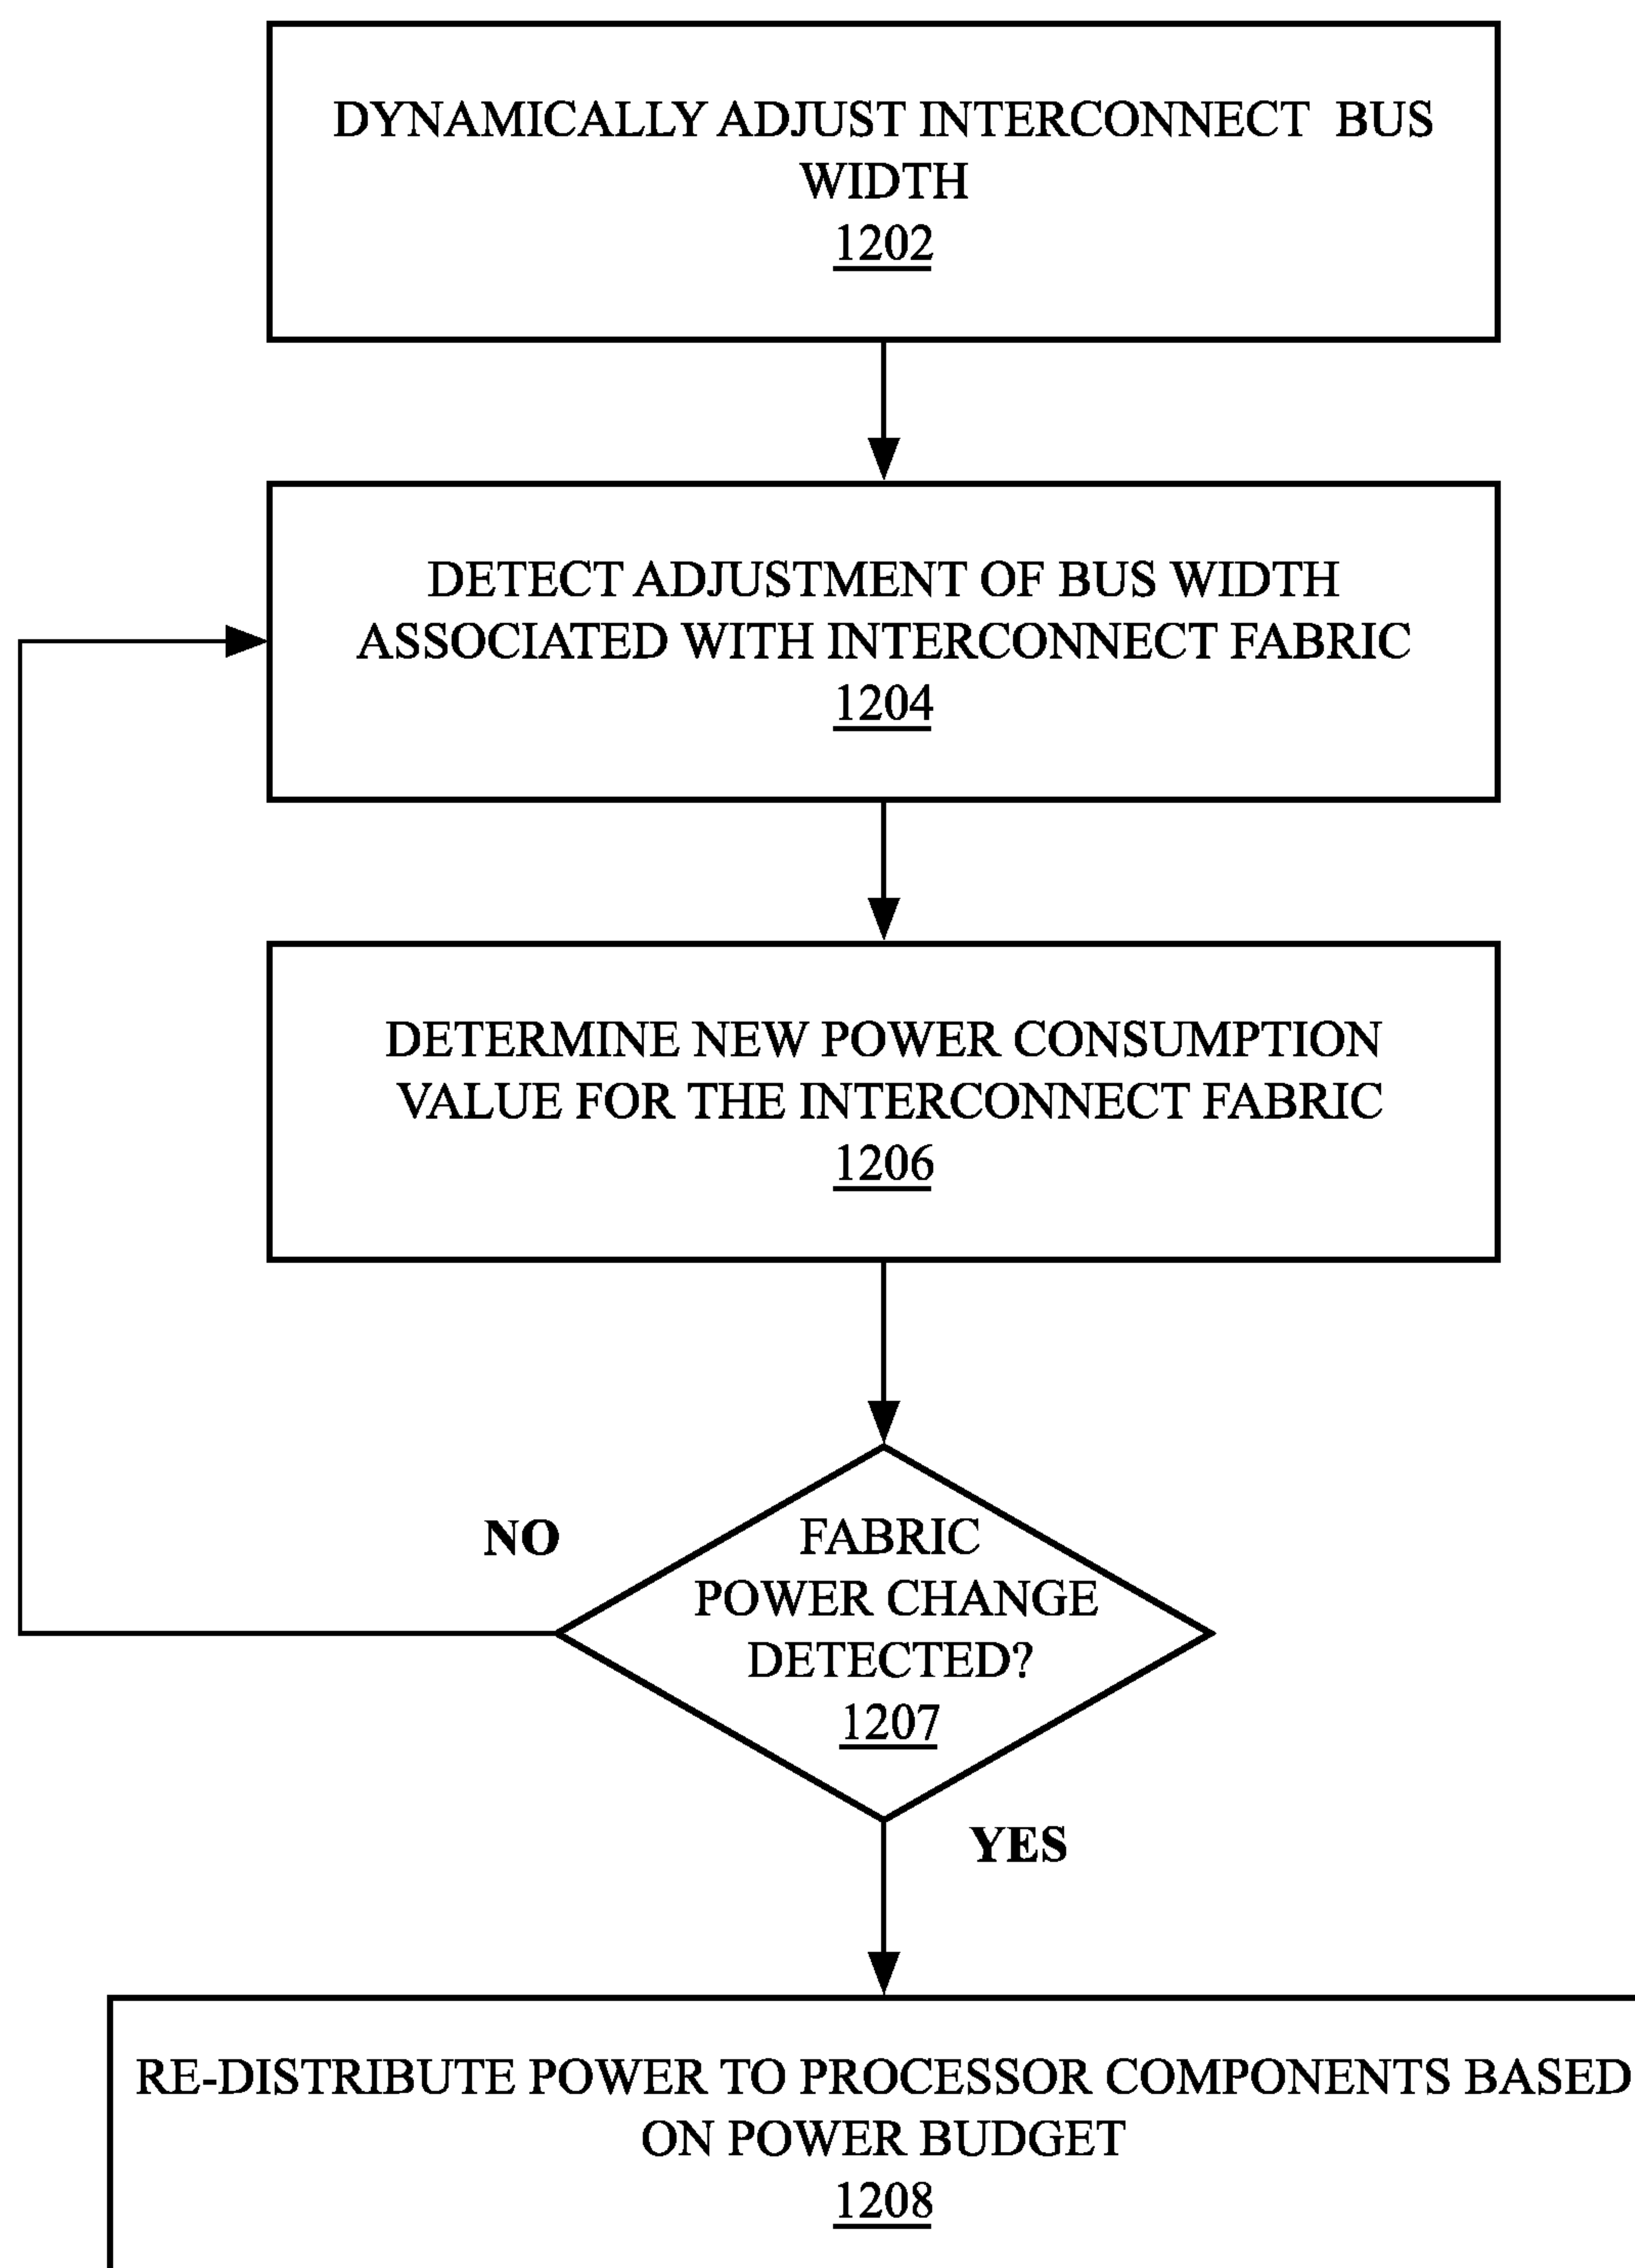 DYNAMICALLY ADJUST INTERCONNECT BUS
WIDTH
1202
DETECT ADJUSTMENT OF BUS WIDTH
ASSOCIATED WITH INTERCONNECT FABRIC
1204
DETERMINE NEW POWER CONSUMPTION
VALUE FOR THE INTERCONNECT FABRIC
1206
NO
FABRIC
POWER CHANGE
DETECTED?
1207
YES
RE-DISTRIBUTE POWER TO PROCESSOR COMPONENTS BASED
ON POWER BUDGET
1208